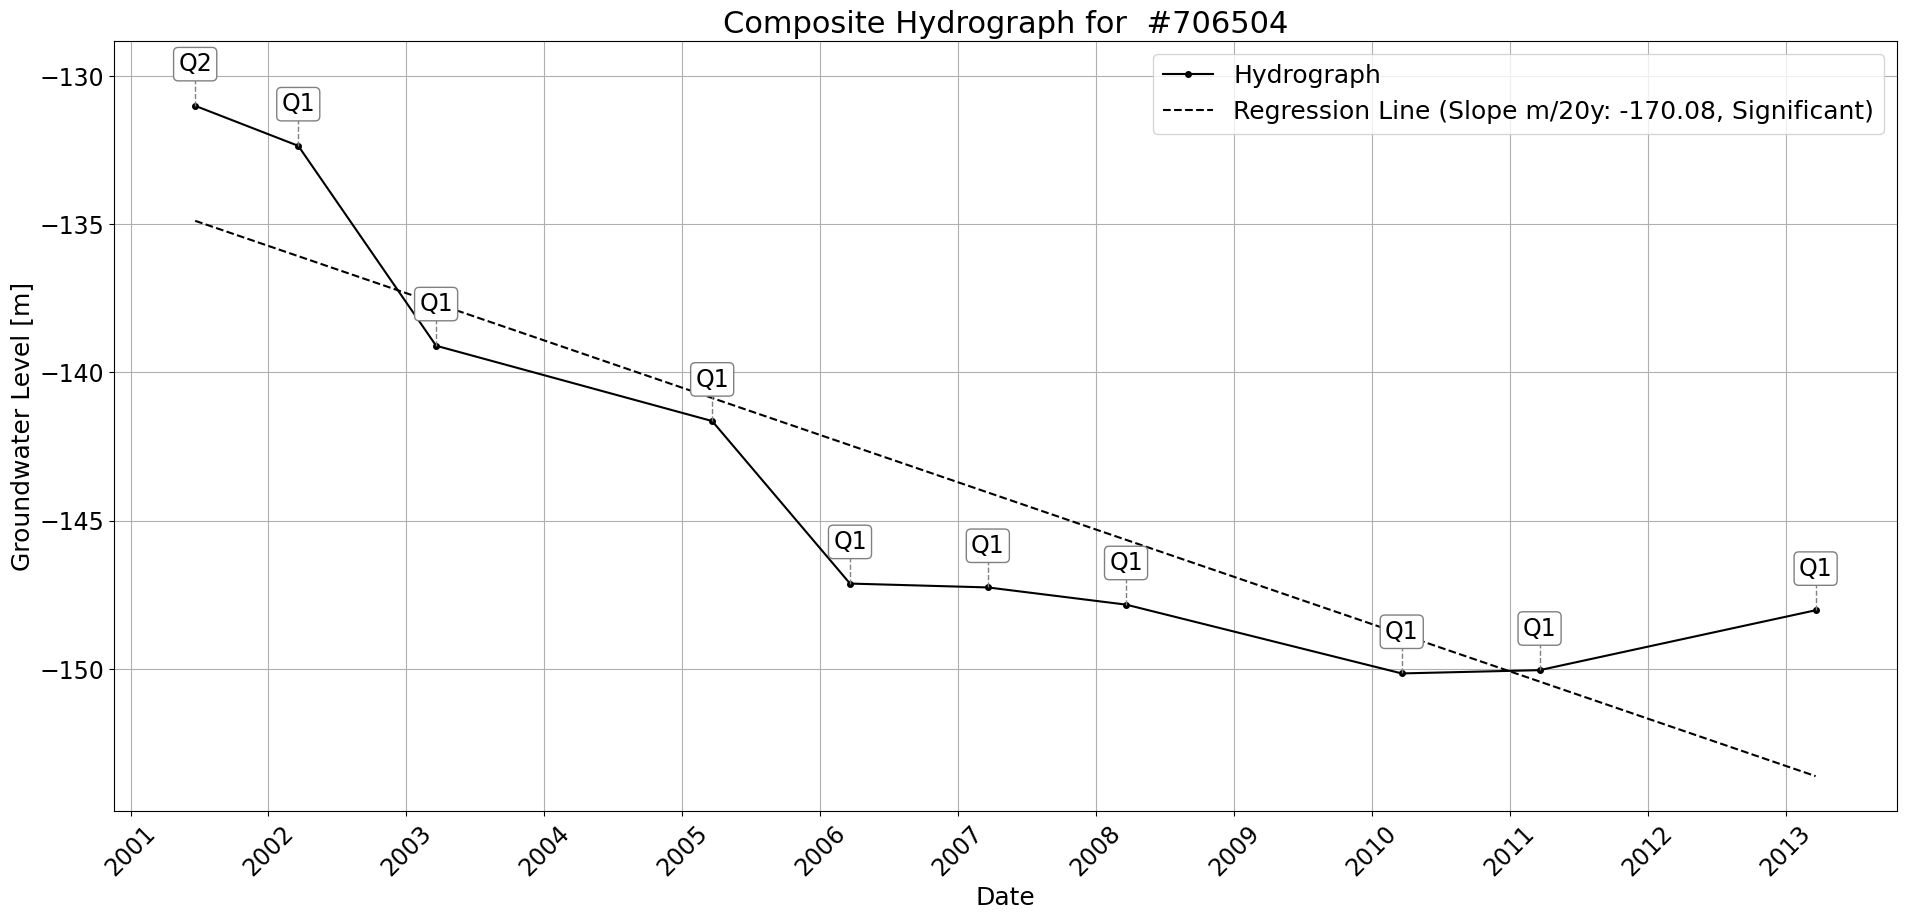 Composite Hydrograph for  #706504
Hydrograph
Regression Line (Slope m/20y: -170.08, Significant)
Groundwater Level [m]
−130
−135
−140
−145
−150
Q2
Q1
Q1
Q1
Q1
Q1
Q1
Q1
Q1
Q1
2001
2002
2003
2004
2005
2006
2007
2008
2009
2010
2011
2012
2013
Date